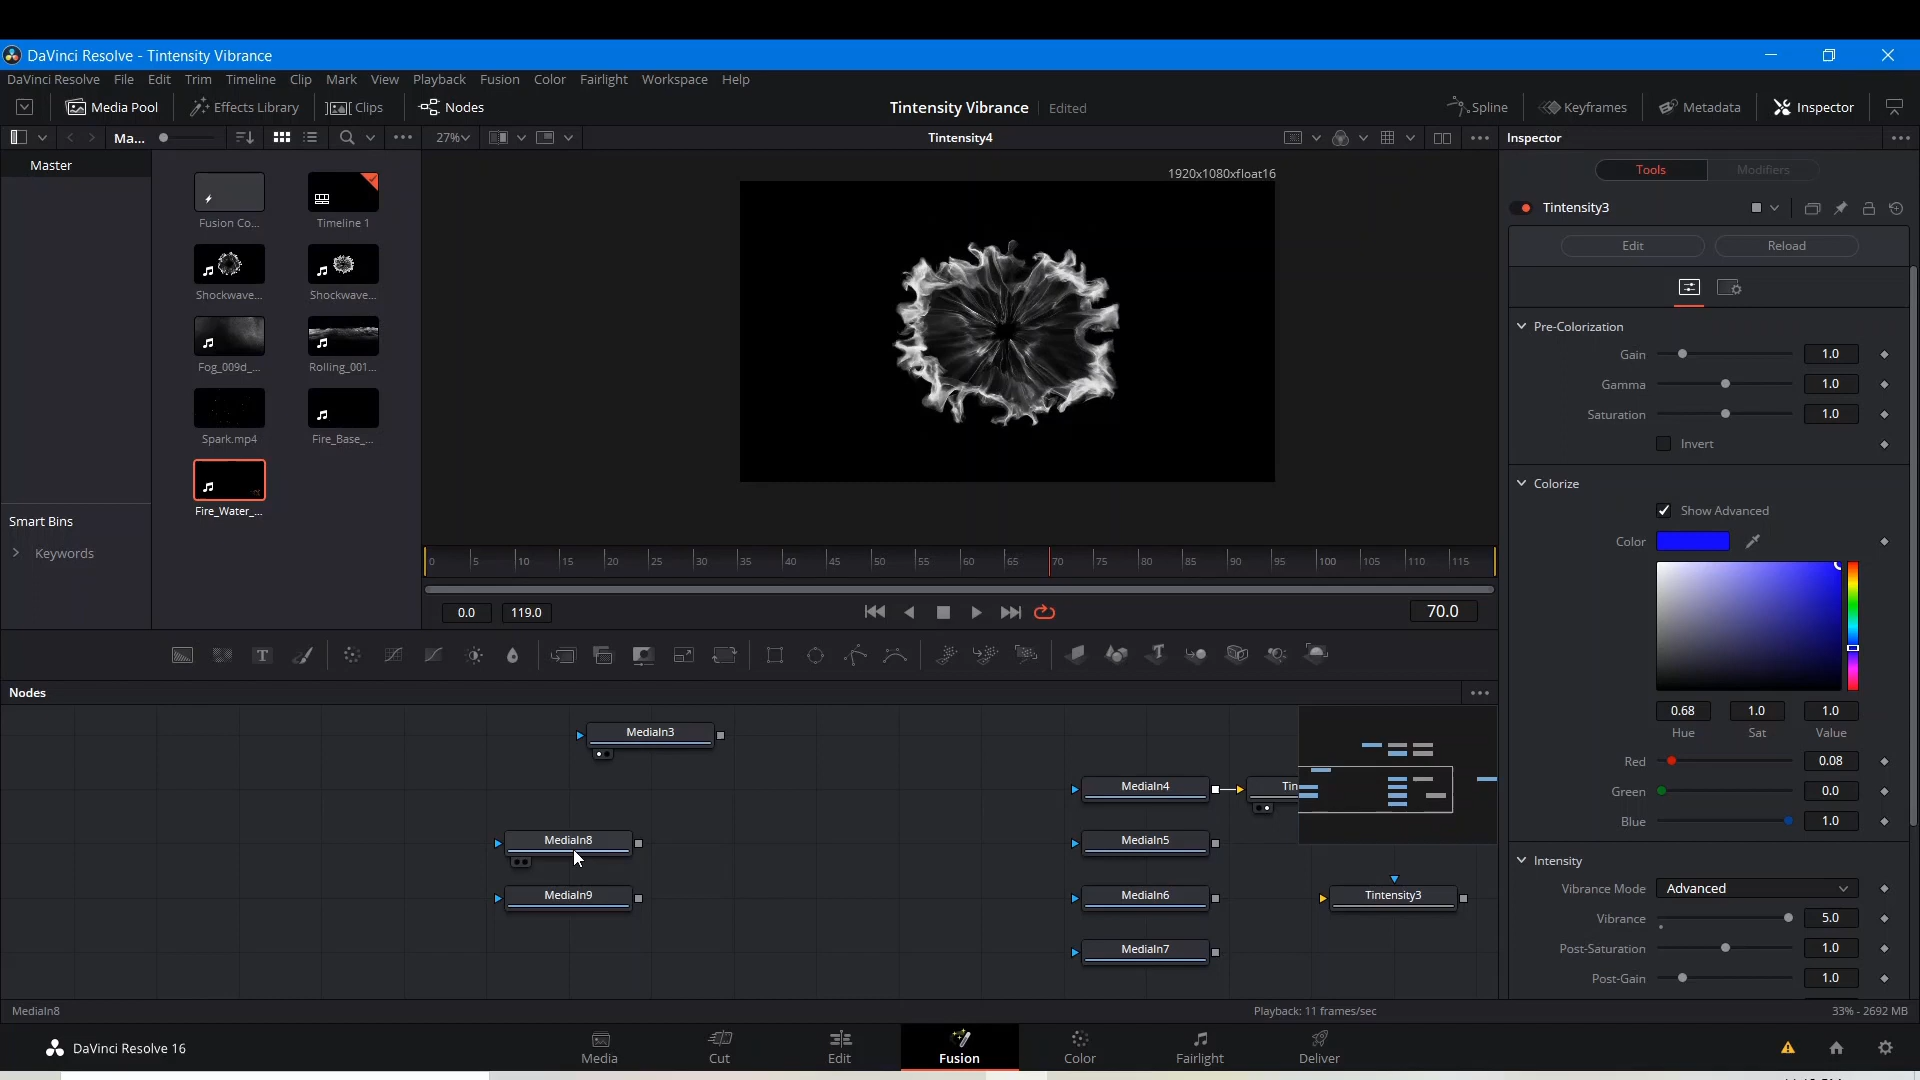 DaVinci Resolve - Tintensity Vibrance
DaVinci Resolve File Edit Trim Timeline Clip Mark View Playback Fusion Color Fairlight Workspace Help
Media Pool Effects Library Clips Nodes Tintensity Vibrance Edited Spline Keyframes Metadata Inspector
Ma... 27% Tintensity4 Inspector
Master
1920x1080xfloat16
Tools Modifiers
Fusion Co... Timeline 1
Tintensity3
Edit Reload
Shockwave... Shockwave...
Pre-Colorization
Gain 1.0
Fog_009d_... Rolling_001...
Gamma 1.0
Saturation 1.0
Spark.mp4 Fire_Base_...
Invert
Colorize
Fire_Water_...
Show Advanced
Smart Bins
Color
Keywords
0 5 10 15 20 25 30 35 40 45 50 55 60 65 70 75 80 85 90 95 100 105 110 115
0.0 119.0 70.0
Nodes
0.68 1.0 1.0
Hue Sat Value
MediaIn3
Red 0.08
MediaIn4 Tin
Green 0.0
Blue 1.0
MediaIn8 MediaIn5
Intensity
MediaIn9 MediaIn6 Tintensity3
Vibrance Mode Advanced
Vibrance 5.0
MediaIn7
Post-Saturation 1.0
Post-Gain 1.0
MediaIn8 Playback: 11 frames/sec 33% - 2692 MB
DaVinci Resolve 16
Media Cut Edit Fusion Color Fairlight Deliver